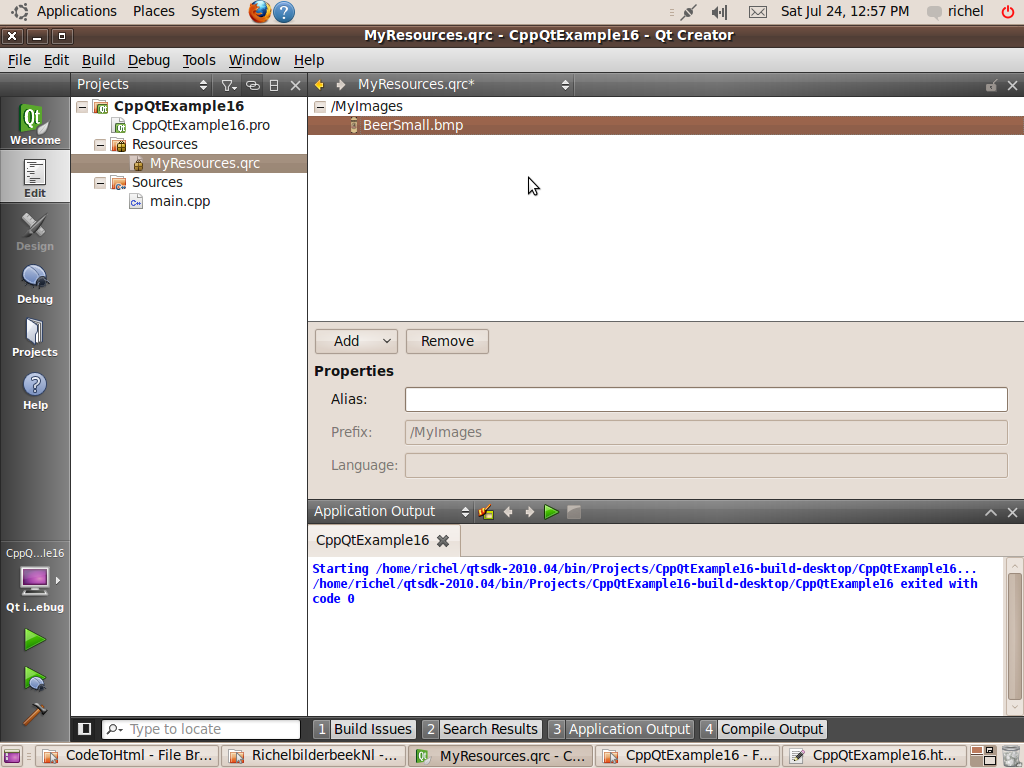 Applications Places System Sat Jul 24, 12:57 PM richel
MyResources.qrc - CppQtExample16 - Qt Creator
File Edit Build Debug Tools Window Help
Projects MyResources.qrc*
Welcome
Edit
Design
Debug
Projects
Help
CppQ...le16
Qt i...ebug
CppQtExample16
CppQtExample16.pro
Resources
MyResources.qrc
Sources
main.cpp
/MyImages
BeerSmall.bmp
Add Remove
Properties
Alias:
Prefix: /MyImages
Language:
Application Output
CppQtExample16
Starting /home/richel/qtsdk-2010.04/bin/Projects/CppQtExample16-build-desktop/CppQtExample16...
/home/richel/qtsdk-2010.04/bin/Projects/CppQtExample16-build-desktop/CppQtExample16 exited with
code 0
Type to locate 1 Build Issues 2 Search Results 3 Application Output 4 Compile Output
CodeToHtml - File Br... RichelbilderbeekNl -... MyResources.qrc - C... CppQtExample16 - F... CppQtExample16.ht...